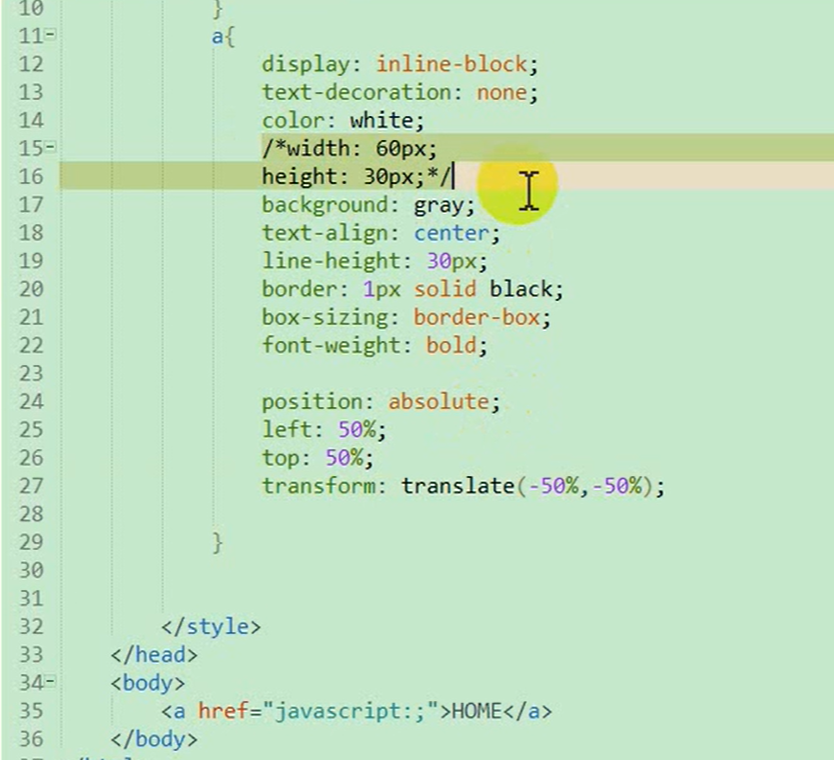 10 }
11 a{
12 display: inline-block;
13 text-decoration: none;
14 color: white;
15 /*width: 60px;
16 height: 30px;*/
17 background: gray;
18 text-align: center;
19 line-height: 30px;
20 border: 1px solid black;
21 box-sizing: border-box;
22 font-weight: bold;
23
24 position: absolute;
25 left: 50%;
26 top: 50%;
27 transform: translate(-50%,-50%);
28
29 }
30
31
32 </style>
33 </head>
34 <body>
35 <a href="javascript:;">HOME</a>
36 </body>